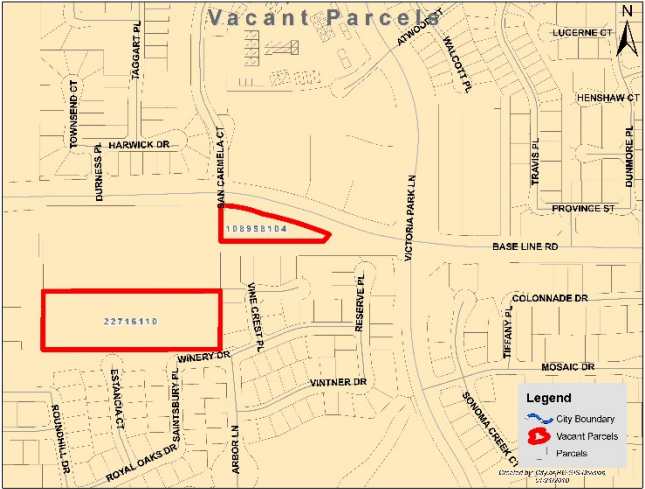 Vacant Parcels
N
TAGGART PL
ATWOOD ST
WALCOTT PL
LUCERNE CT
TOWNSEND CT
HENSHAW CT
DURNESS PL
HARWICK DR
SAN CARMELA CT
TRAVIS PL
DUNMORE PL
VICTORIA PARK LN
PROVINCE ST
108958104
BASE LINE RD
22716110
VINE CREST PL
RESERVE PL
COLONNADE DR
TIFFANY PL
WINERY DR
MOSAIC DR
ESTANCIA CT
SAINTSBURY PL
VINTNER DR
ROUNDHILL DR
ARBOR LN
SONOMA CREEK CT
ROYAL OAKS DR
Legend
City Boundary
Vacant Parcels
Parcels
Created by: